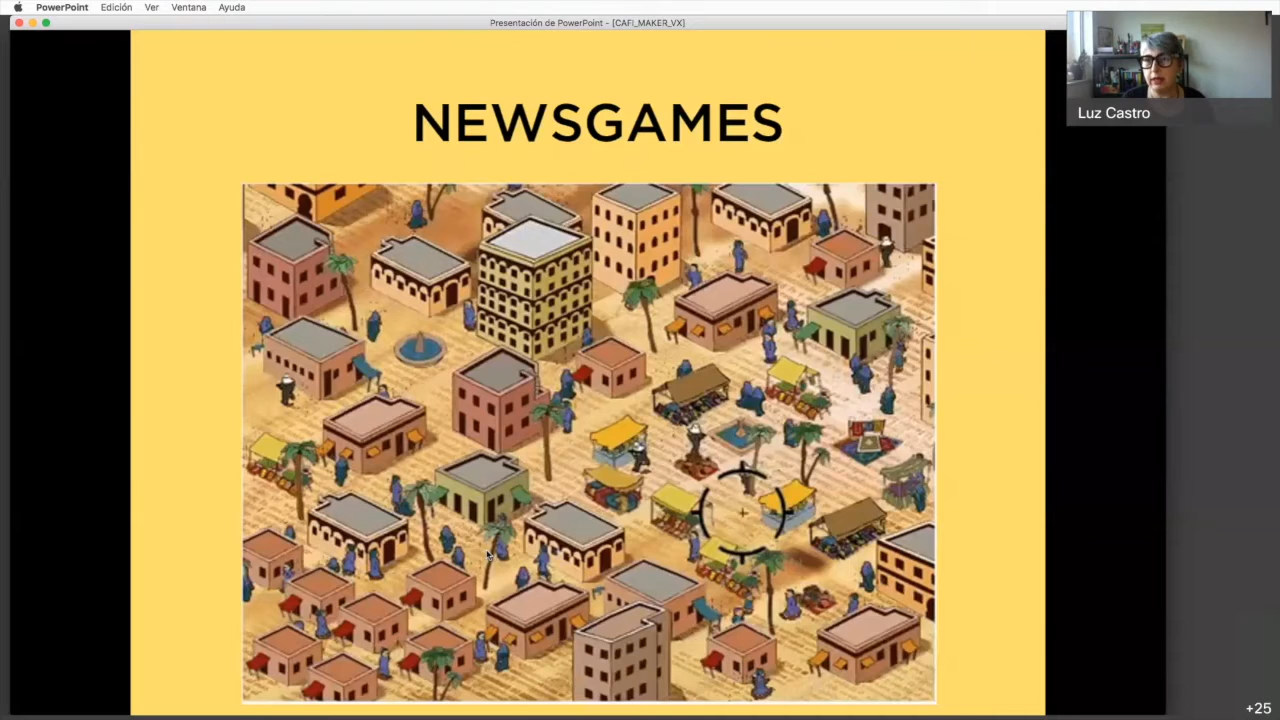 PowerPoint Edición Ver Ventana Ayuda
Presentación de PowerPoint - [CAFI_MAKER_VX]
NEWSGAMES
Luz Castro
+25